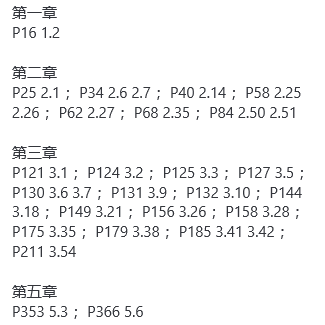 第一章
P16 1.2
第二章
P25 2.1； P34 2.6 2.7； P40 2.14； P58 2.25
2.26； P62 2.27； P68 2.35； P84 2.50 2.51
第三章
P121 3.1； P124 3.2； P125 3.3； P127 3.5；
P130 3.6 3.7； P131 3.9； P132 3.10； P144
3.18； P149 3.21； P156 3.26； P158 3.28；
P175 3.35； P179 3.38； P185 3.41 3.42；
P211 3.54
第五章
P353 5.3； P366 5.6